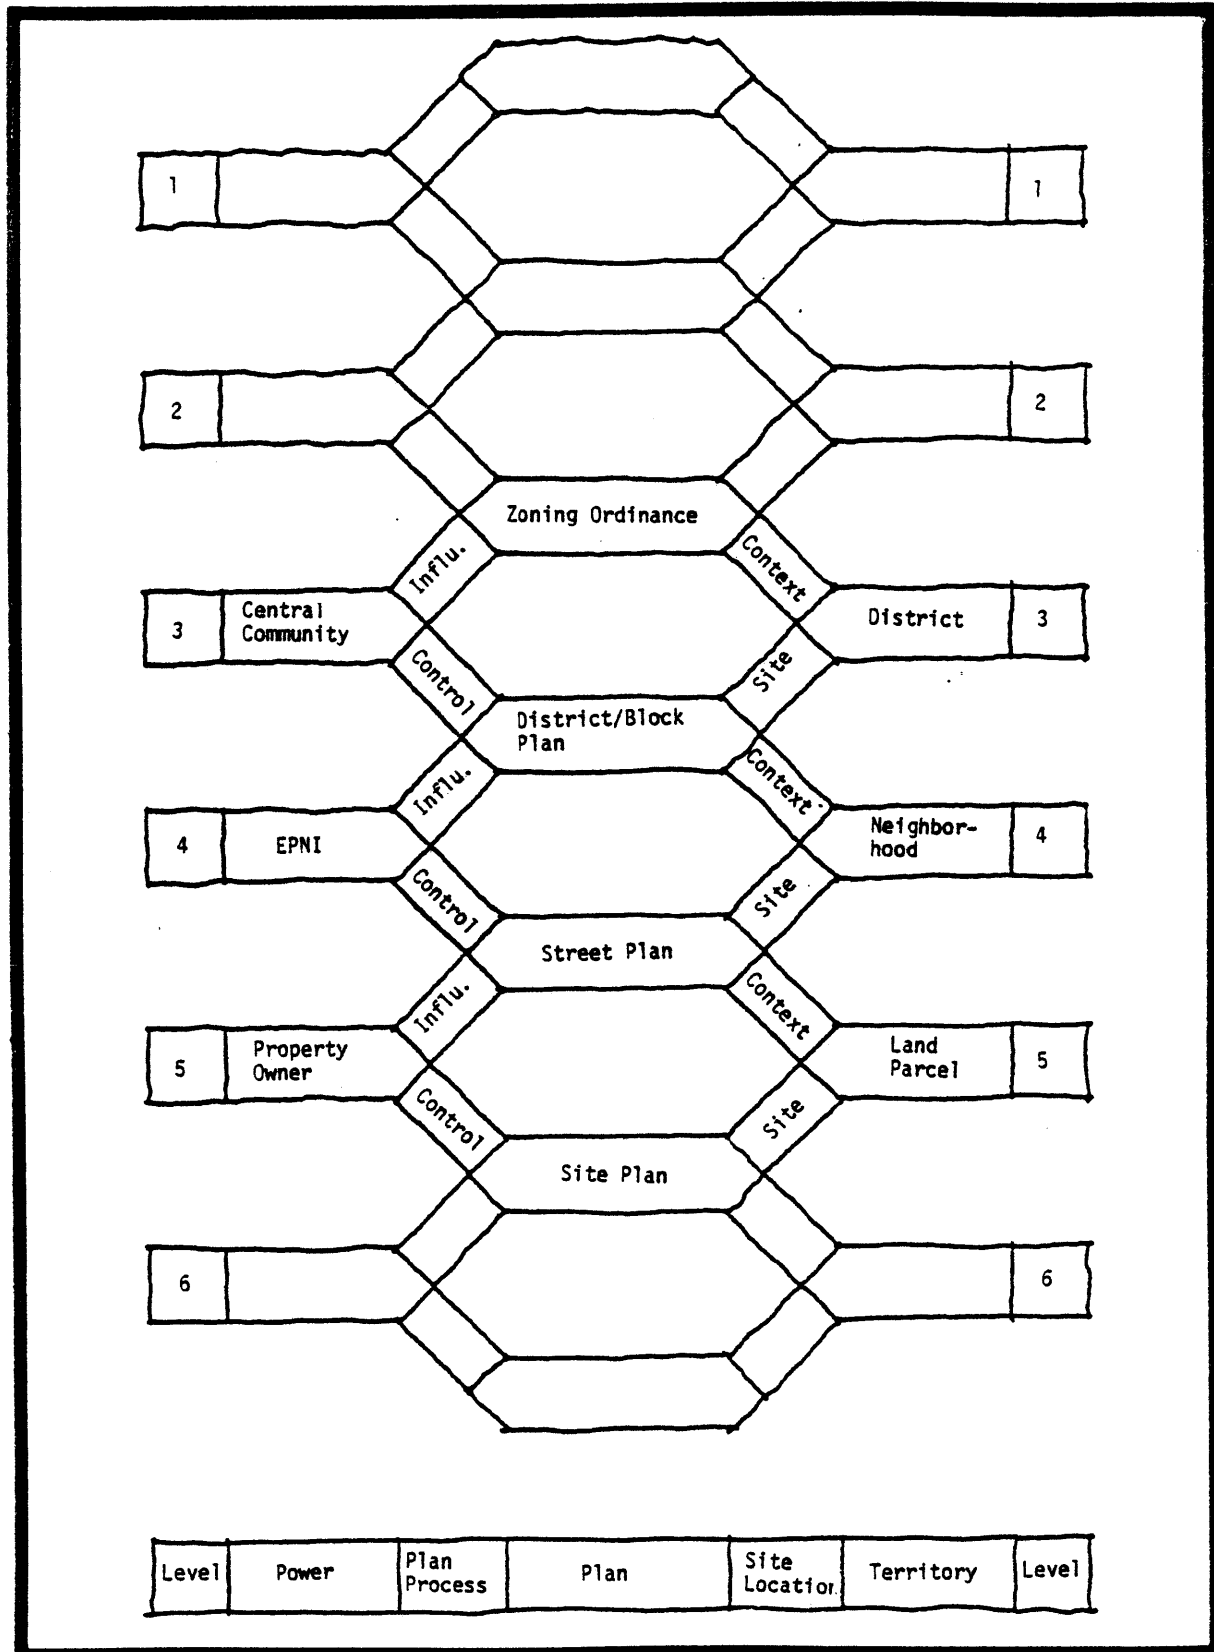 1
1
2
2
Zoning Ordinance
Influ.
Context
3
Central
Community
District
3
Control
Site
District/Block
Plan
Influ.
Context
4
EPNI
Neighbor-
hood
4
Control
Site
Street Plan
Influ.
Context
5
Property
Owner
Land
Parcel
5
Control
Site
Site Plan
6
6
Level
Power
Plan
Process
Plan
Site
Location
Territory
Level